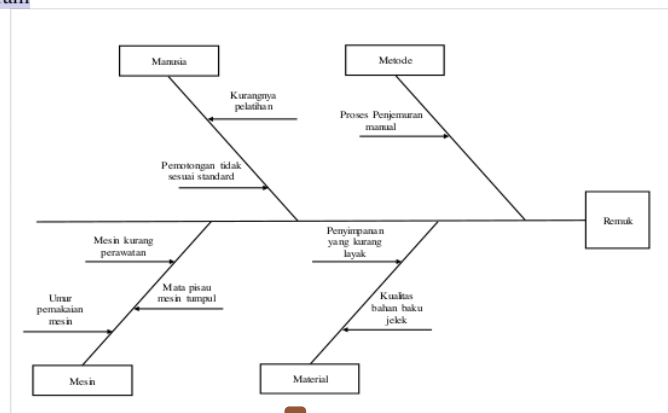 Manusia
Metode
Kurangnya
pelatihan
Proses Penjemuran
manual
Pemotongan tidak
sesuai standard
Remuk
Mesin kurang
perawatan
Penyimpanan
yang kurang
layak
Umur
pemakaian
mesin
Mata pisau
mesin tumpul
Kualitas
bahan baku
jelek
Mesin
Material